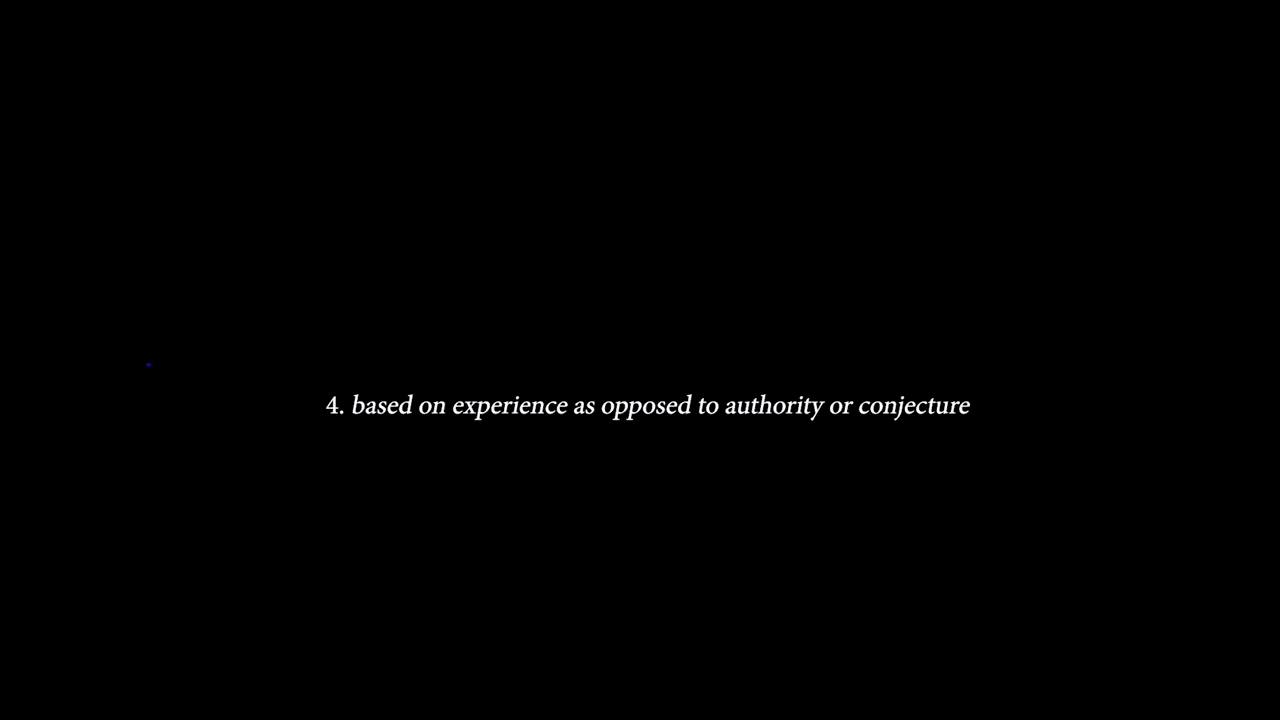 4. based on experience as opposed to authority or conjecture